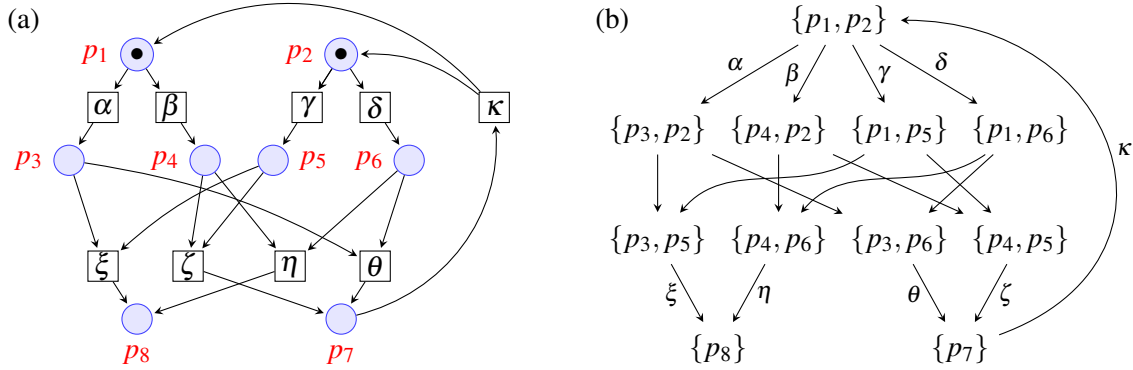 (a)
p₁ p₂
α β γ δ κ
p₃ p₄ p₅ p₆
ξ ζ η θ
p₈ p₇
(b)
{p₁, p₂}
α β γ δ
{p₃, p₂} {p₄, p₂} {p₁, p₅} {p₁, p₆}
κ
{p₃, p₅} {p₄, p₆} {p₃, p₆} {p₄, p₅}
ξ η θ ζ
{p₈} {p₇}